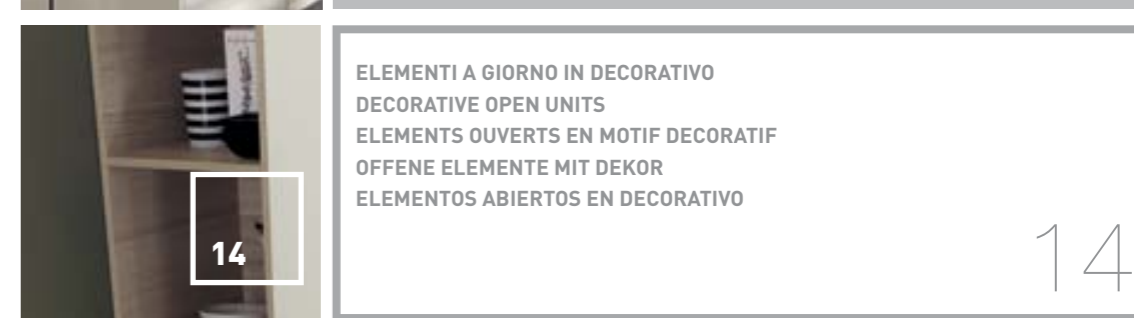 14
ELEMENTI A GIORNO IN DECORATIVO
DECORATIVE OPEN UNITS
ELEMENTS OUVERTS EN MOTIF DECORATIF
OFFENE ELEMENTE MIT DEKOR
ELEMENTOS ABIERTOS EN DECORATIVO
14